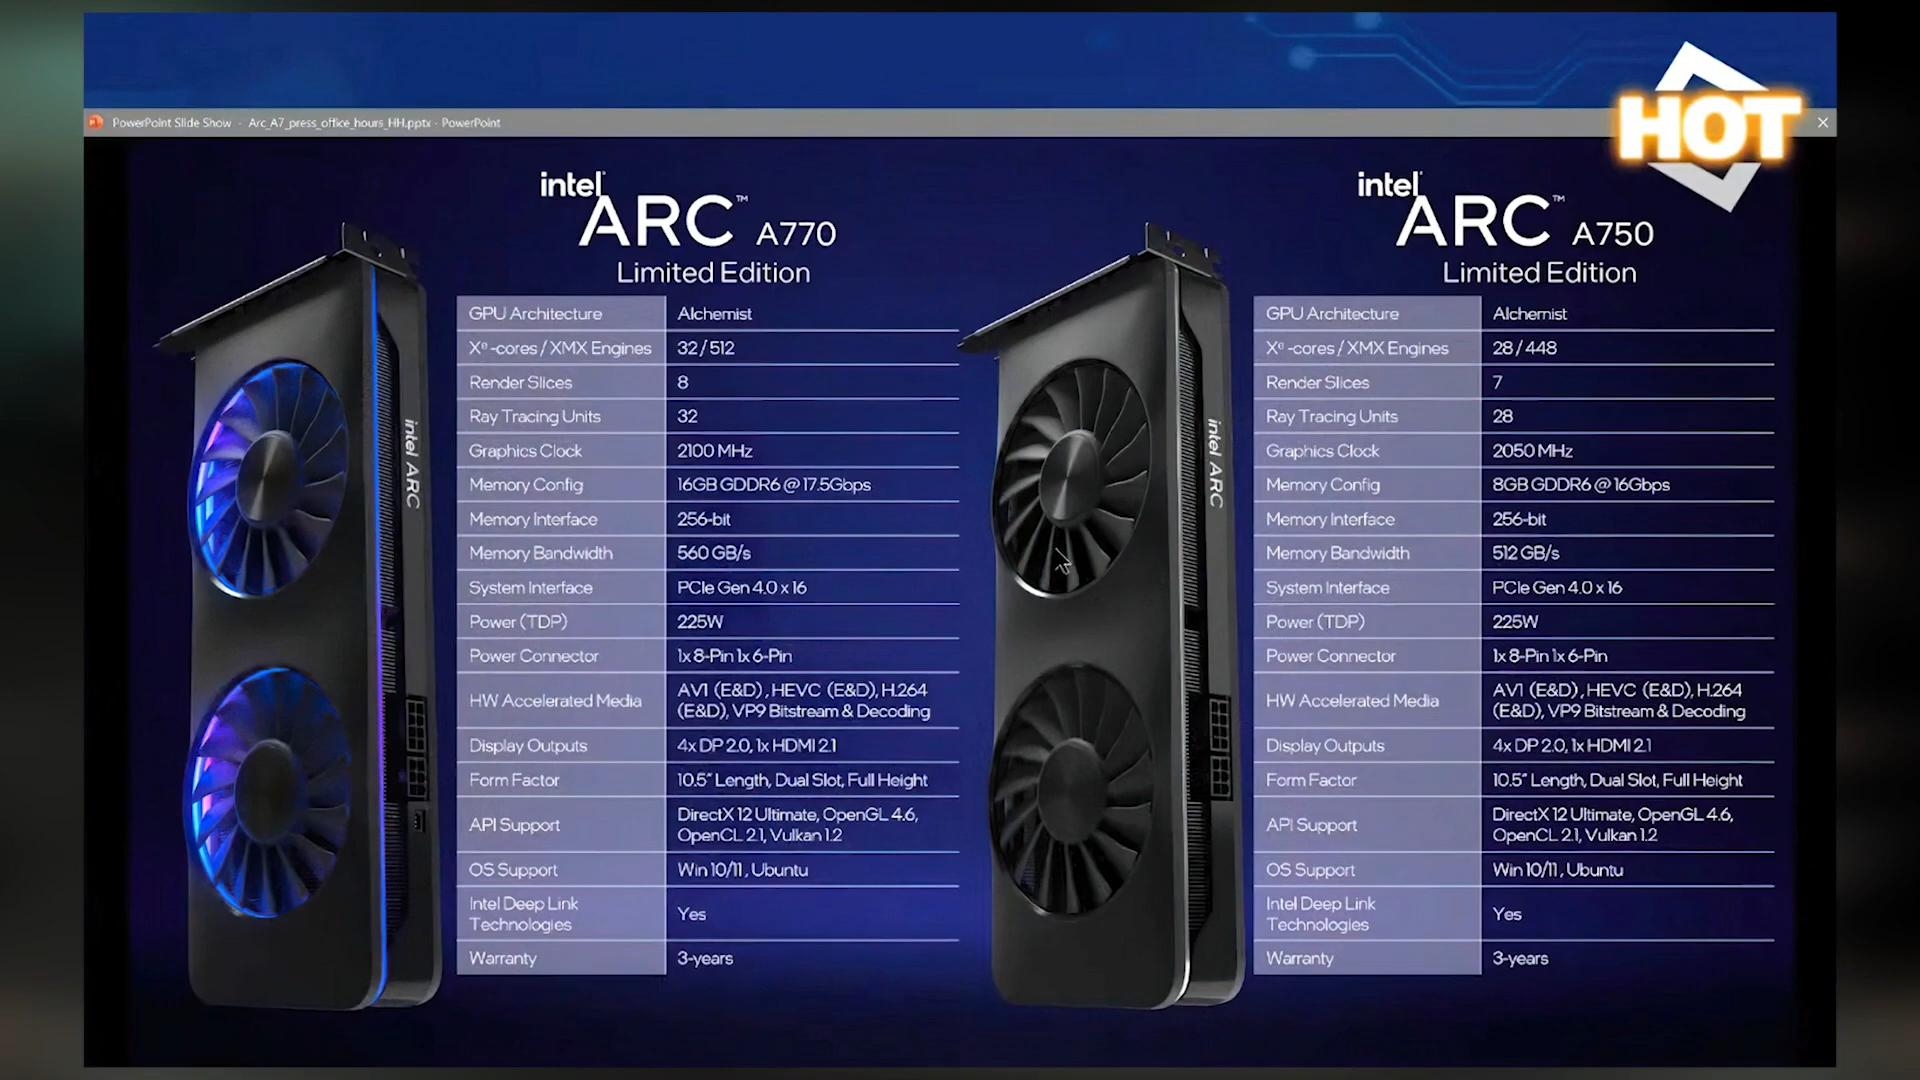 HOT
PowerPoint Slide Show - Arc_A7_press_office_hours_HH.pptx - PowerPoint
intel
ARC™ A770
Limited Edition
GPU Architecture Alchemist
Xᵉ-cores / XMX Engines 32 / 512
Render Slices 8
Ray Tracing Units 32
Graphics Clock 2100 MHz
Memory Config 16GB GDDR6 @ 17.5Gbps
Memory Interface 256-bit
Memory Bandwidth 560 GB/s
System Interface PCIe Gen 4.0 x 16
Power (TDP) 225W
Power Connector 1x 8-Pin 1x 6-Pin
HW Accelerated Media AV1 (E&D) , HEVC (E&D), H.264
(E&D), VP9 Bitstream & Decoding
Display Outputs 4x DP 2.0, 1x HDMI 2.1
Form Factor 10.5" Length, Dual Slot, Full Height
API Support DirectX 12 Ultimate, OpenGL 4.6,
OpenCL 2.1, Vulkan 1.2
OS Support Win 10/11 , Ubuntu
Intel Deep Link
Technologies Yes
Warranty 3-years
intel ARC
intel
ARC™ A750
Limited Edition
GPU Architecture Alchemist
Xᵉ-cores / XMX Engines 28 / 448
Render Slices 7
Ray Tracing Units 28
Graphics Clock 2050 MHz
Memory Config 8GB GDDR6 @ 16Gbps
Memory Interface 256-bit
Memory Bandwidth 512 GB/s
System Interface PCIe Gen 4.0 x 16
Power (TDP) 225W
Power Connector 1x 8-Pin 1x 6-Pin
HW Accelerated Media AV1 (E&D) , HEVC (E&D), H.264
(E&D), VP9 Bitstream & Decoding
Display Outputs 4x DP 2.0, 1x HDMI 2.1
Form Factor 10.5" Length, Dual Slot, Full Height
API Support DirectX 12 Ultimate, OpenGL 4.6,
OpenCL 2.1, Vulkan 1.2
OS Support Win 10/11 , Ubuntu
Intel Deep Link
Technologies Yes
Warranty 3-years
intel ARC